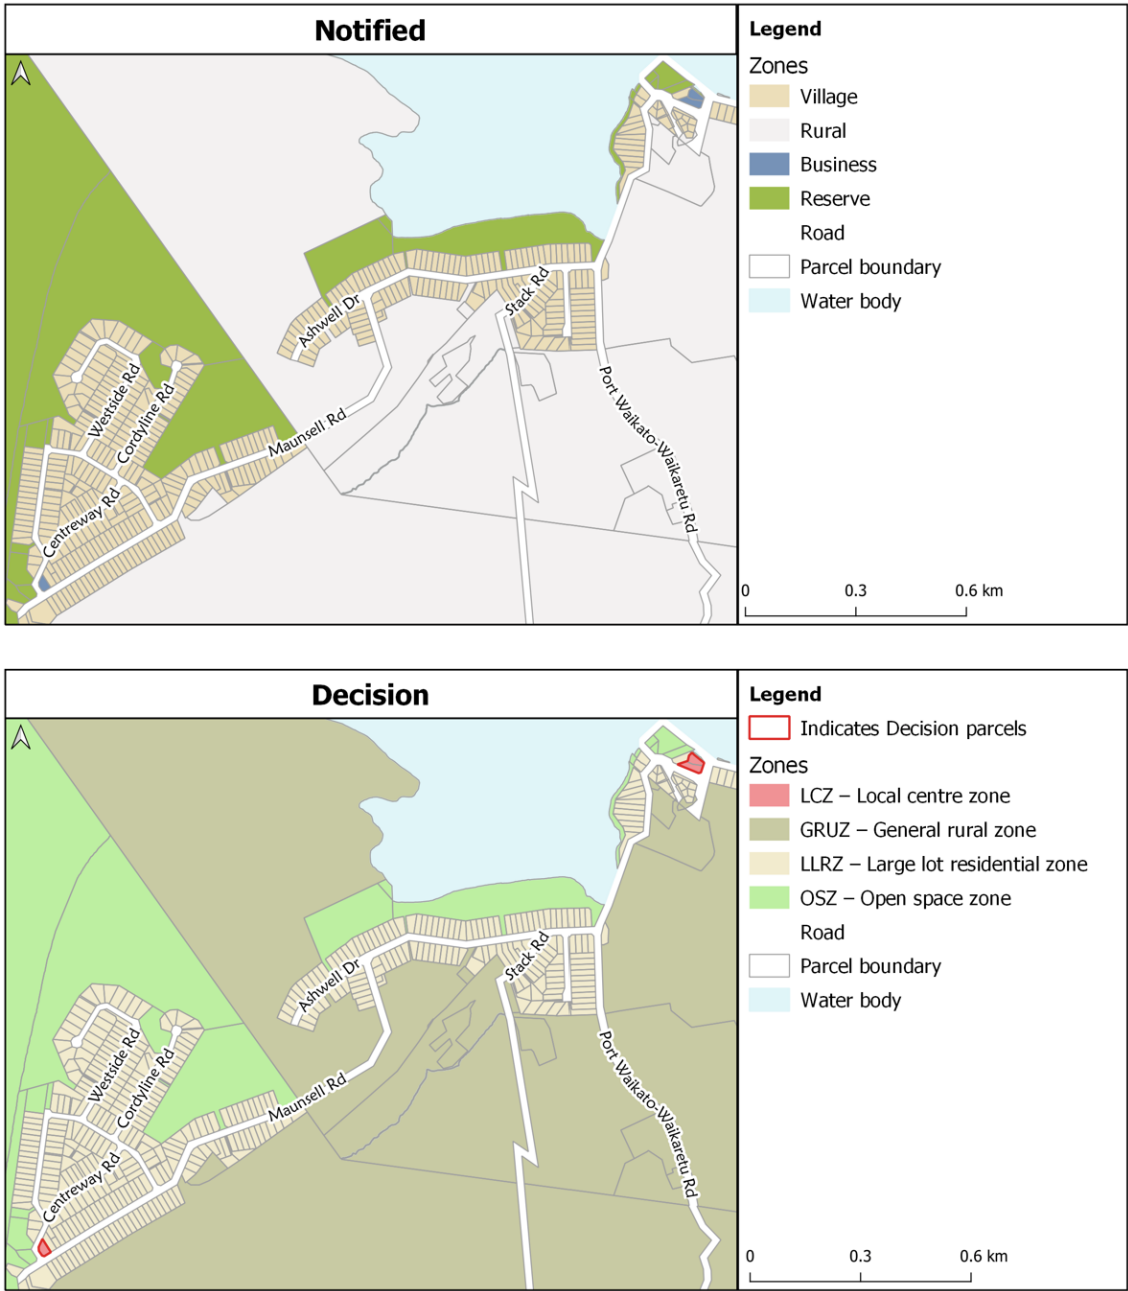 Notified
Legend
Zones
Village
Rural
Business
Reserve
Road
Parcel boundary
Water body
0 0.3 0.6 km
Ashwell Dr
Stack Rd
Westside Rd
Cordyline Rd
Maunsell Rd
Centreway Rd
Port Waikato-Waikaretu Rd
Decision
Legend
Indicates Decision parcels
Zones
LCZ – Local centre zone
GRUZ – General rural zone
LLRZ – Large lot residential zone
OSZ – Open space zone
Road
Parcel boundary
Water body
0 0.3 0.6 km
Ashwell Dr
Stack Rd
Westside Rd
Cordyline Rd
Maunsell Rd
Centreway Rd
Port Waikato-Waikaretu Rd